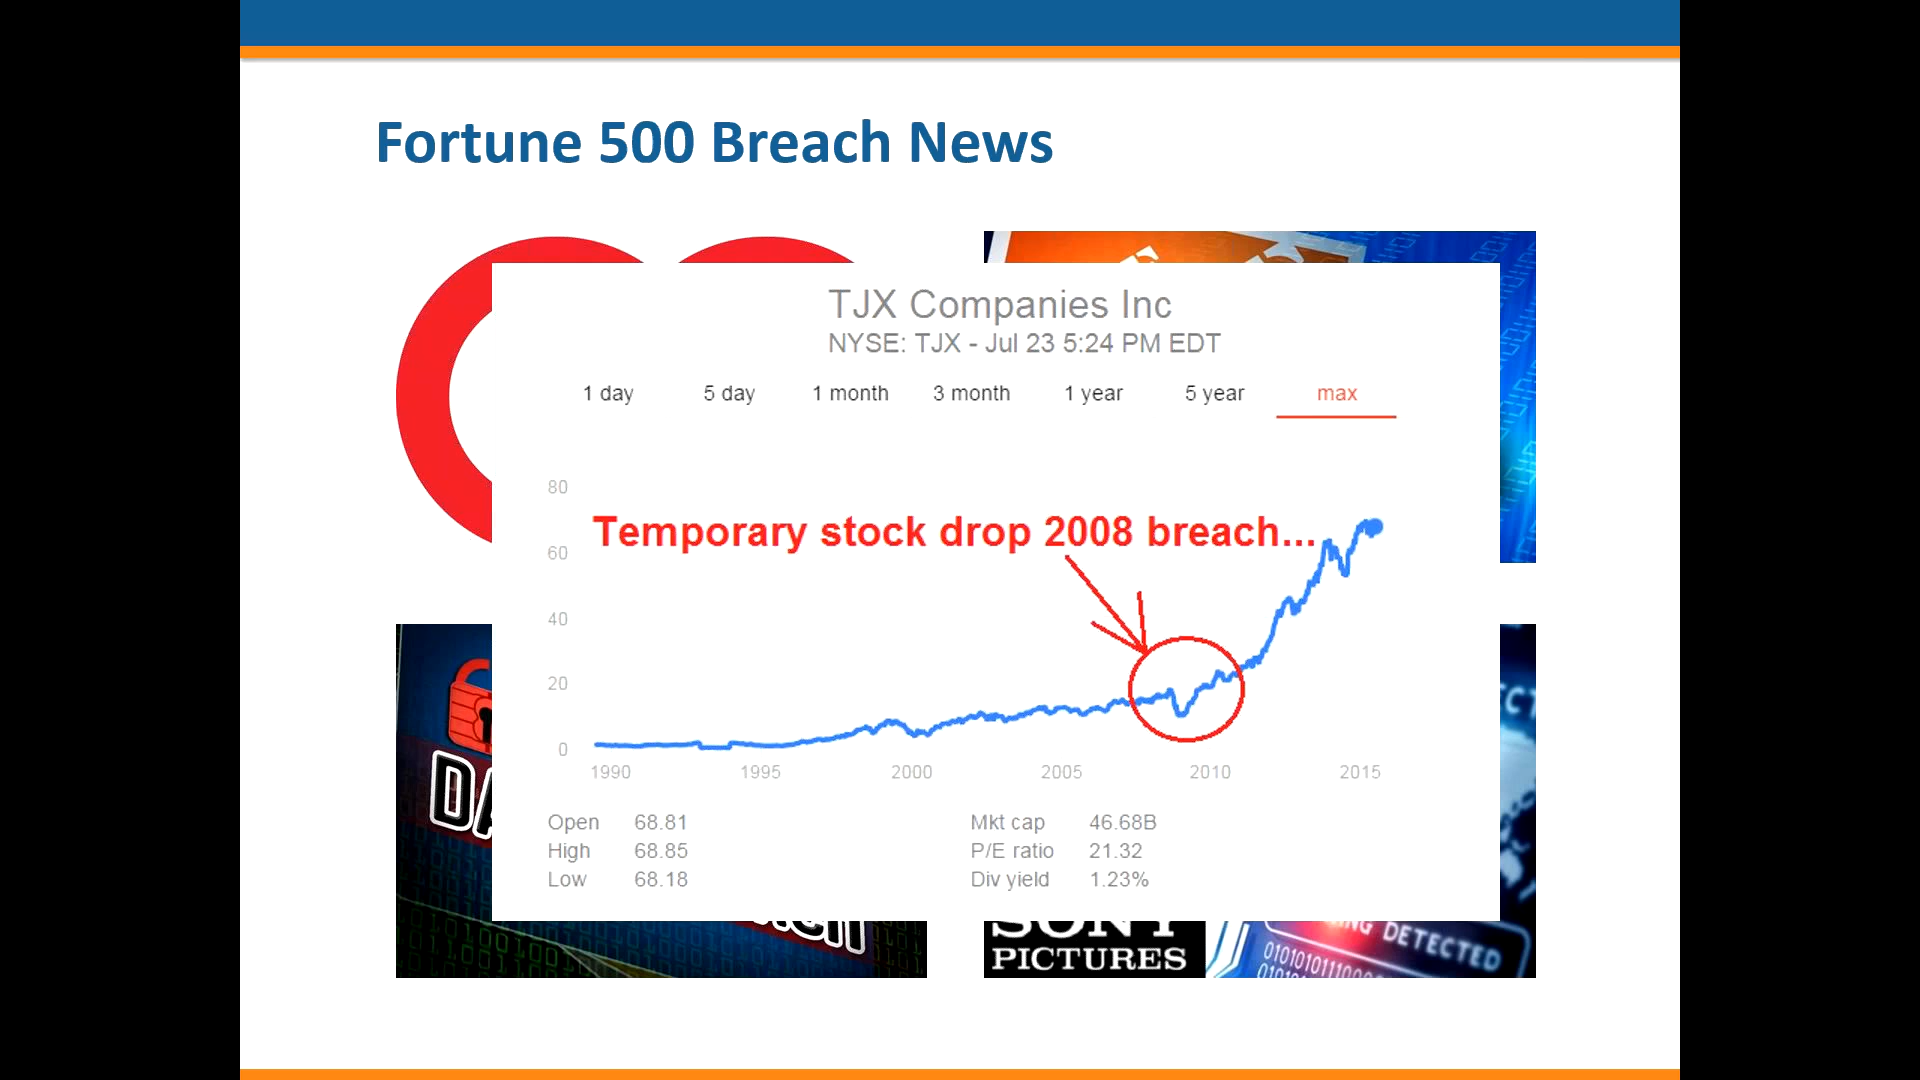 Fortune 500 Breach News
TJX Companies Inc
NYSE: TJX - Jul 23 5:24 PM EDT
1 day 5 day 1 month 3 month 1 year 5 year max
80
Temporary stock drop 2008 breach...
60
40
20
0
1990 1995 2000 2005 2010 2015
Open 68.81 Mkt cap 46.68B
High 68.85 P/E ratio 21.32
Low 68.18 Div yield 1.23%
DA
SONY
PICTURES
NG DETECTED